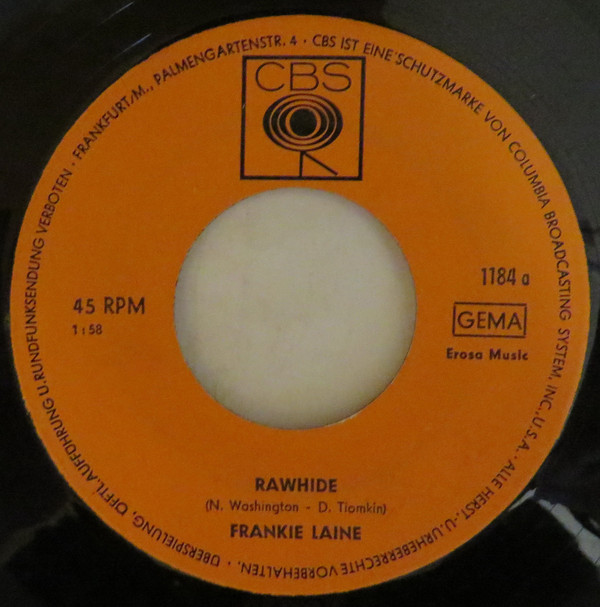 CBS
45 RPM
1:58
1184 a
GEMA
Erosa Music
RAWHIDE
(N. Washington - D. Tiomkin)
FRANKIE LAINE
FRANKFURT/M., PALMENGARTENSTR. 4 · CBS IST EINE SCHUTZMARKE VON COLUMBIA BROADCASTING SYSTEM, INC., U.S.A. · ALLE HERST.- U. URHEBERRECHTE VORBEHALTEN. ÜBERSPIELUNG, ÖFFTL. AUFFÜHRUNG U. RUNDFUNKSENDUNG VERBOTEN ·